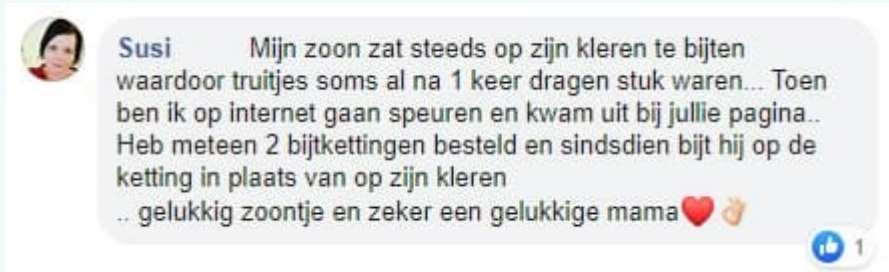 Susi Mijn zoon zat steeds op zijn kleren te bijten
waardoor truitjes soms al na 1 keer dragen stuk waren... Toen
ben ik op internet gaan speuren en kwam uit bij jullie pagina..
Heb meteen 2 bijtkettingen besteld en sindsdien bijt hij op de
ketting in plaats van op zijn kleren
.. gelukkig zoontje en zeker een gelukkige mama❤️👌🏻
1